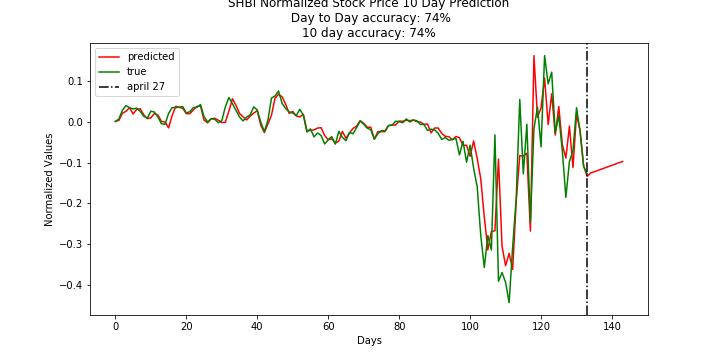 SHBI Normalized Stock Price 10 Day Prediction
Day to Day accuracy: 74%
10 day accuracy: 74%
predicted
true
april 27
0.1
0.0
−0.1
−0.2
−0.3
−0.4
Normalized Values
0 20 40 60 80 100 120 140
Days